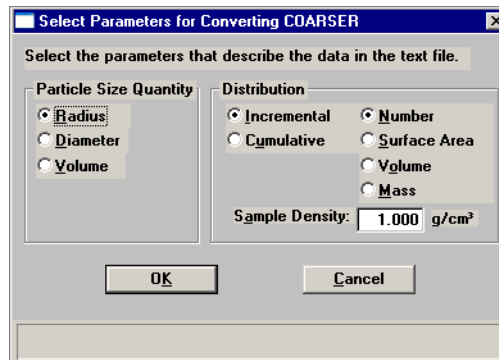 Select Parameters for Converting COARSER
Select the parameters that describe the data in the text file.
Particle Size Quantity
Radius
Diameter
Volume
Distribution
Incremental
Cumulative
Number
Surface Area
Volume
Mass
Sample Density: 1.000 g/cm³
OK
Cancel